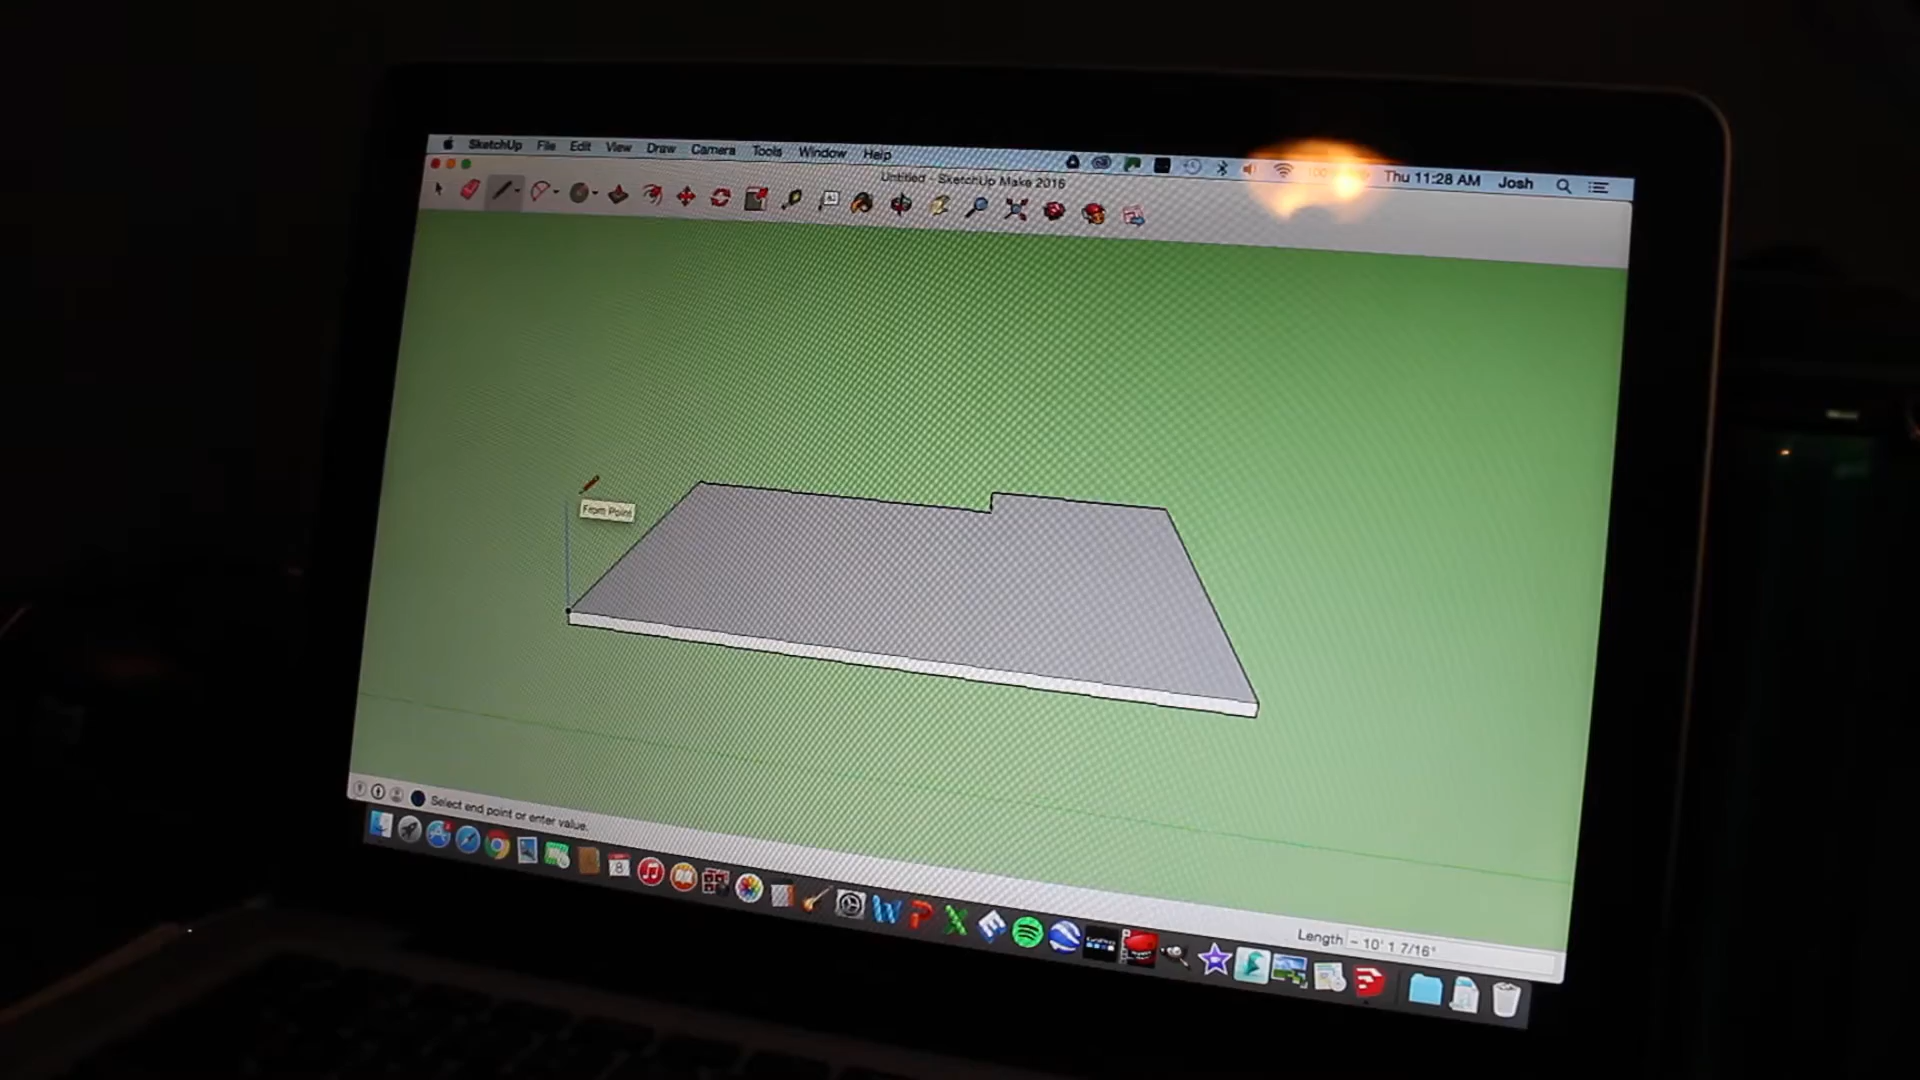 SketchUp File Edit View Draw Camera Tools Window Help Thu 11:28 AM Josh
Untitled - SketchUp Make 2016
From Point
Select end point or enter value.
Length ~ 10' 1 7/16"
8